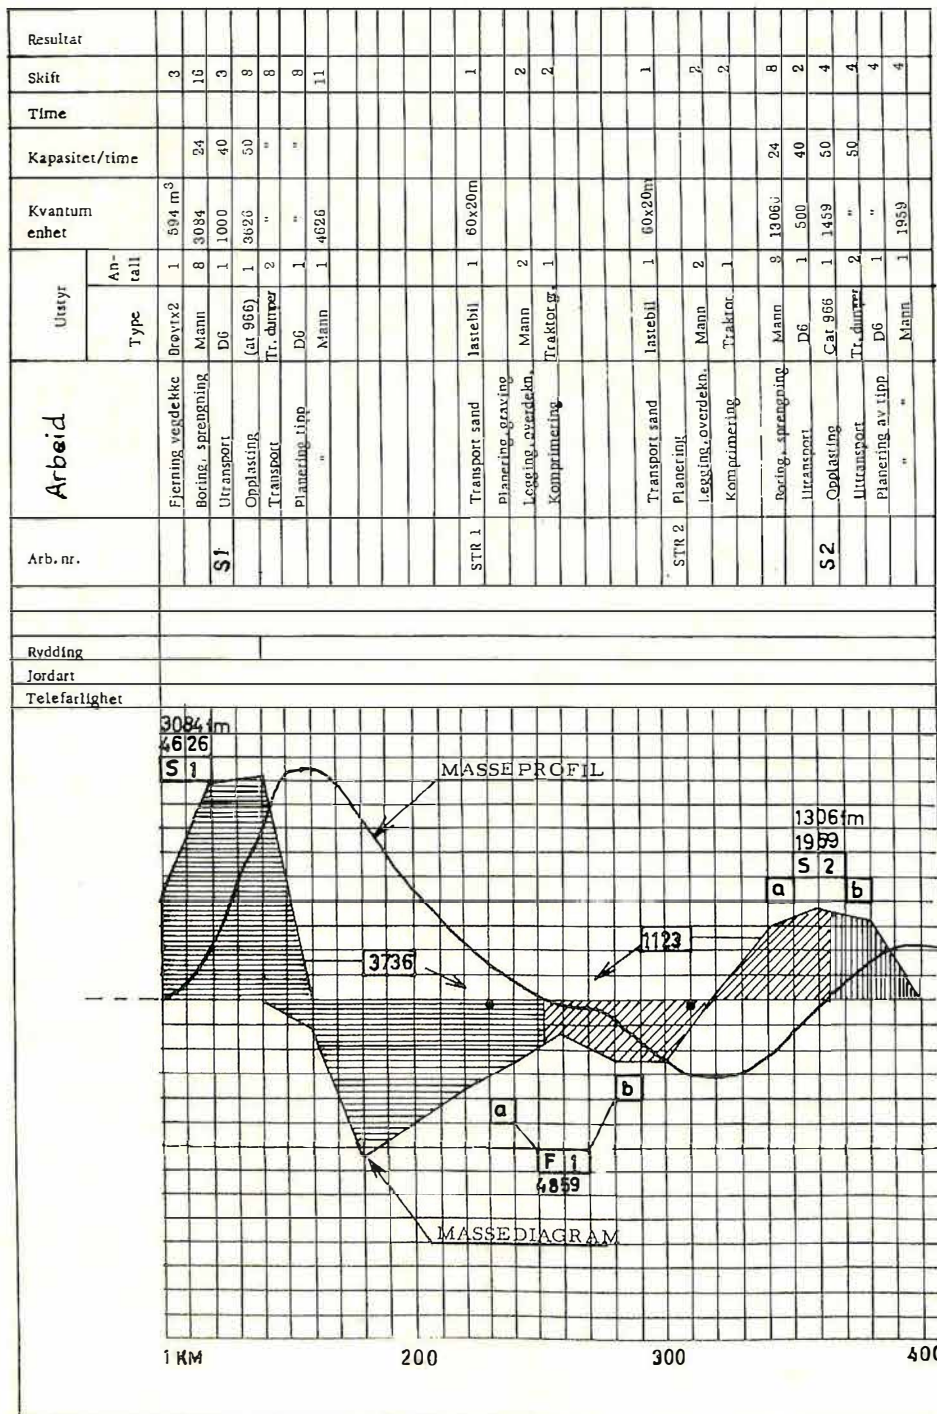 Resultat
Skift 3 16 3 8 8 8 11 1 2 2 1 2 2 8 2 4 4 4 4
Time
Kapasitet/time 24 40 50 " " 24 40 50 50
Kvantum enhet 594 m³ 3084 1000 3626 " " 4626 60x20m 60x20m 500 1459 " " 1959
Utstyr
An-tall 1 8 1 1 2 1 1 1 2 1 1 2 1 1 1 2 1 1
Type Brøytx2 Mann D6 (at 966) Tr. dumper D6 Mann lastebil Mann Traktorgr. lastebil Mann Traktor Mann D6 Cat 966 Tr. dumper D6 Mann
Arbeid
Fjerning vegdekke
Boring, sprengning
Utransport
Opplasting
Transport
Planering tipp
"
Transport sand
Planering, graving
Legging, overdekn.
Komprimering
Transport sand
Planering
Legging, overdekn.
Komprimering
Boring, sprengning
Uttransport
Opplasting
Uttransport
Planering av tipp
" "
Arb. nr. S1 STR 1 STR 2 S2
Rydding
Jordart
Telefarlighet
3084 fm
4626
S 1
MASSEPROFIL
1306 fm
1959
S 2
a b
1123
3736
b
a
F 1
4859
MASSEDIAGRAM
1 KM 200 300 400